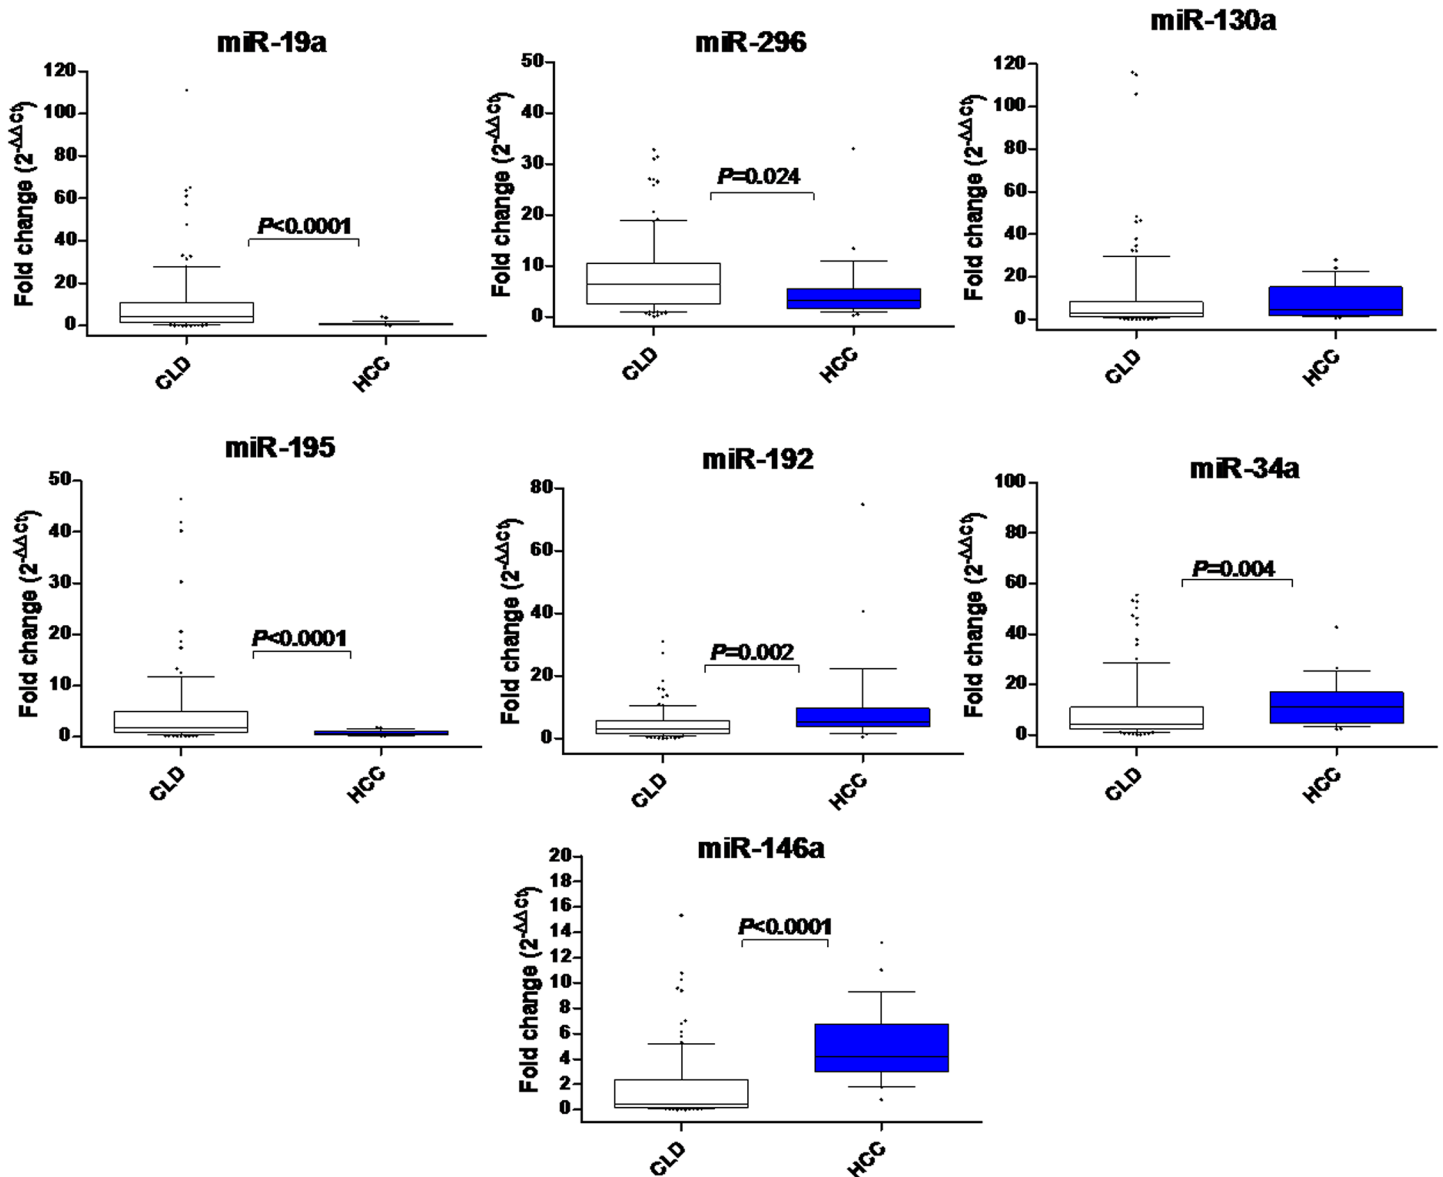 miR-19a
Fold change (2-ΔΔct)
120
100
80
60
40
20
0
P<0.0001
CLD
HCC
miR-296
Fold change (2-ΔΔct)
50
40
30
20
10
0
P=0.024
CLD
HCC
miR-130a
Fold change (2-ΔΔct)
120
100
80
60
40
20
0
CLD
HCC
miR-195
Fold change (2-ΔΔct)
50
40
30
20
10
0
P<0.0001
CLD
HCC
miR-192
Fold change (2-ΔΔct)
80
60
40
20
0
P=0.002
CLD
HCC
miR-34a
Fold change (2-ΔΔct)
100
80
60
40
20
0
P=0.004
CLD
HCC
miR-146a
Fold change (2-ΔΔct)
20
18
16
14
12
10
8
6
4
2
0
P<0.0001
CLD
HCC